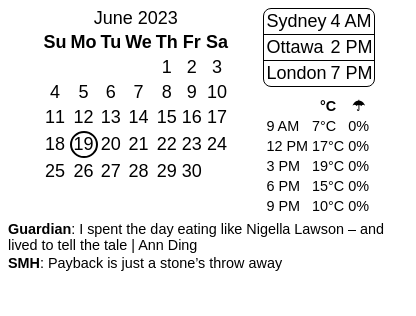 June 2023
Su Mo Tu We Th Fr Sa
1 2 3
4 5 6 7 8 9 10
11 12 13 14 15 16 17
18 19 20 21 22 23 24
25 26 27 28 29 30
Sydney 4 AM
Ottawa 2 PM
London 7 PM
°C ☂
9 AM 7°C 0%
12 PM 17°C 0%
3 PM 19°C 0%
6 PM 15°C 0%
9 PM 10°C 0%
Guardian: I spent the day eating like Nigella Lawson – and
lived to tell the tale | Ann Ding
SMH: Payback is just a stone’s throw away